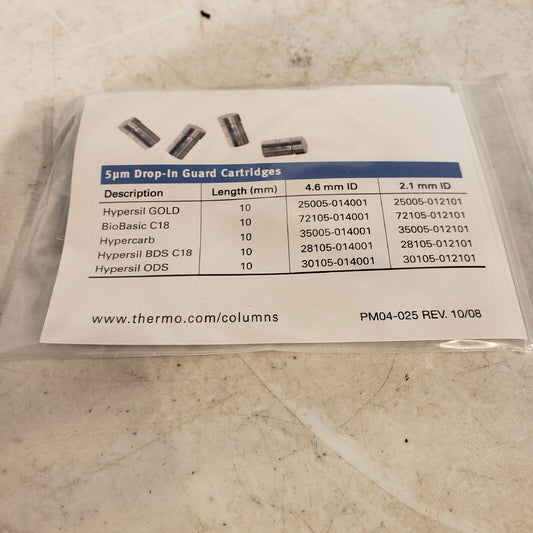 5µm Drop-In Guard Cartridges
Description Length (mm) 4.6 mm ID 2.1 mm ID
Hypersil GOLD 10 25005-014001 25005-012101
BioBasic C18 10 72105-014001 72105-012101
Hypercarb 10 35005-014001 35005-012101
Hypersil BDS C18 10 28105-014001 28105-012101
Hypersil ODS 10 30105-014001 30105-012101
www.thermo.com/columns PM04-025 REV. 10/08